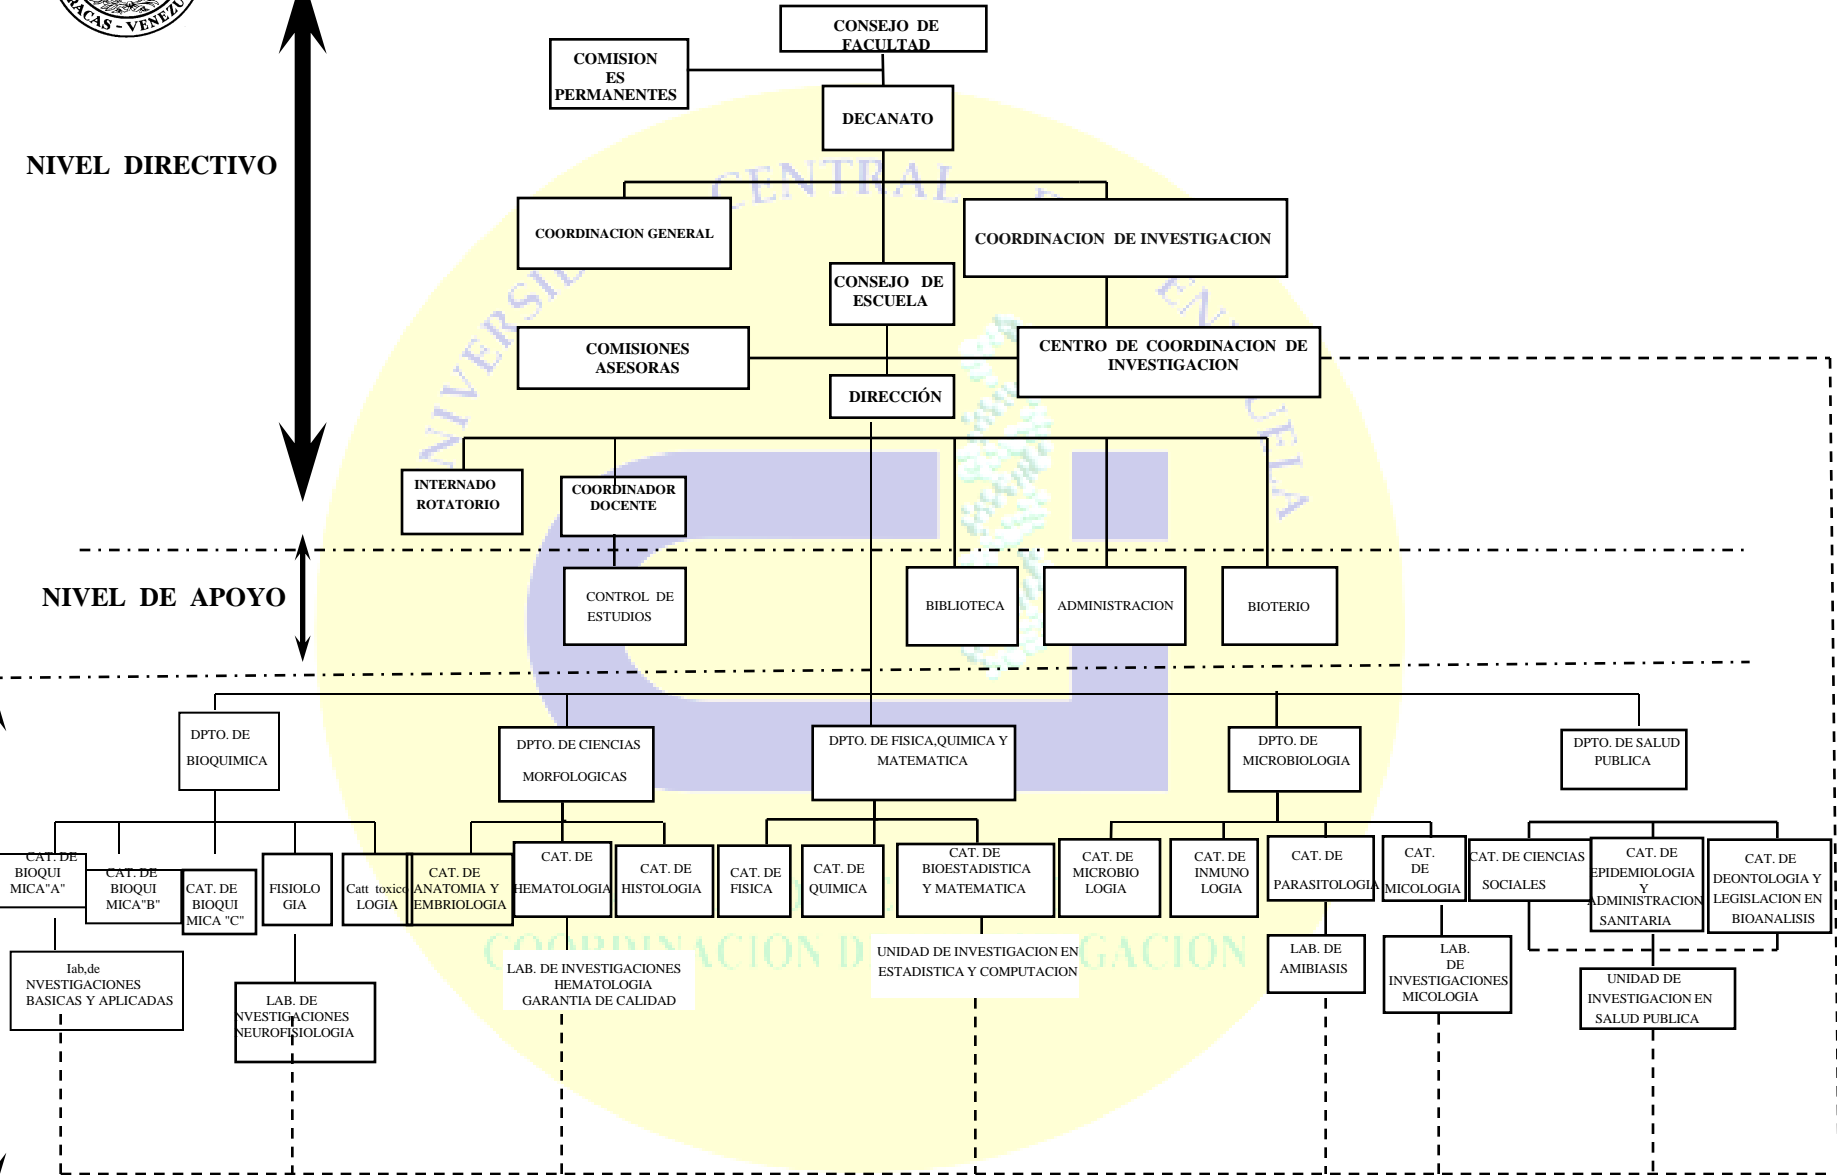 RACAS - VENEZU
CONSEJO DE
FACULTAD
COMISION
ES
PERMANENTES
DECANATO
NIVEL DIRECTIVO
CENTRAL
COORDINACION GENERAL
COORDINACION DE INVESTIGACION
CONSEJO DE
ESCUELA
COMISIONES
ASESORAS
CENTRO DE COORDINACION DE
INVESTIGACION
DIRECCIÓN
INTERNADO
ROTATORIO
COORDINADOR
DOCENTE
NIVEL DE APOYO
CONTROL DE
ESTUDIOS
BIBLIOTECA
ADMINISTRACION
BIOTERIO
DPTO. DE
BIOQUIMICA
DPTO. DE CIENCIAS
MORFOLOGICAS
DPTO. DE FISICA,QUIMICA Y
MATEMATICA
DPTO. DE
MICROBIOLOGIA
DPTO. DE SALUD
PUBLICA
CAT. DE
BIOQUI
MICA"A"
CAT. DE
BIOQUI
MICA"B"
CAT. DE
BIOQUI
MICA "C"
FISIOLO
GIA
Catt toxico
LOGIA
CAT. DE
ANATOMIA Y
EMBRIOLOGIA
CAT. DE
HEMATOLOGIA
CAT. DE
HISTOLOGIA
CAT. DE
FISICA
CAT. DE
QUIMICA
CAT. DE
BIOESTADISTICA
Y MATEMATICA
CAT. DE
MICROBIO
LOGIA
CAT. DE
INMUNO
LOGIA
CAT. DE
PARASITOLOGIA
CAT.
DE
MICOLOGIA
CAT. DE CIENCIAS
SOCIALES
CAT. DE
EPIDEMIOLOGIA
Y
ADMINISTRACION
SANITARIA
CAT. DE
DEONTOLOGIA Y
LEGISLACION EN
BIOANALISIS
Iab,de
NVESTIGACIONES
BASICAS Y APLICADAS
LAB. DE
NVESTIGACIONES
NEUROFISIOLOGIA
LAB. DE INVESTIGACIONES
HEMATOLOGIA
GARANTIA DE CALIDAD
UNIDAD DE INVESTIGACION EN
ESTADISTICA Y COMPUTACION
LAB. DE
AMIBIASIS
LAB.
DE
INVESTIGACIONES
MICOLOGIA
UNIDAD DE
INVESTIGACION EN
SALUD PUBLICA